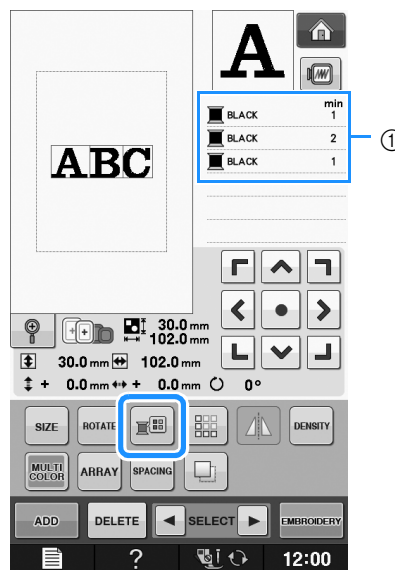 A
min
BLACK 1
BLACK 2
BLACK 1
①
ABC
30.0 mm
102.0 mm
30.0 mm 102.0 mm
+ 0.0 mm + 0.0 mm 0°
SIZE ROTATE DENSITY
MULTI COLOR ARRAY SPACING
ADD DELETE SELECT EMBROIDERY
? 12:00